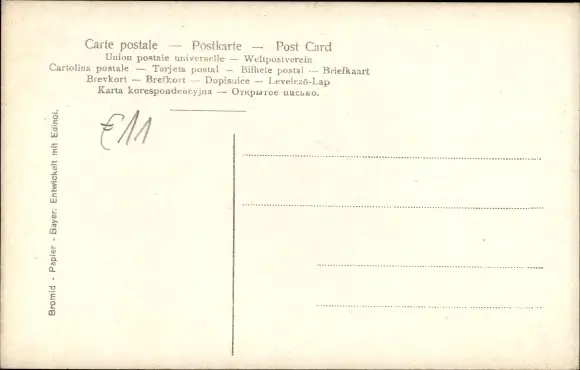 Carte postale — Postkarte — Post Card
Union postale universelle — Weltpostverein
Cartolina postale — Tarjeta postal — Bilhete postal — Briefkaart
Brevkort — Brefkort — Dopisnice — Levelező-Lap
Karta korespondencyjna — Открытое письмо.
€11
Bromid - Papier - Bayer. Entwickelt mit Edinol.